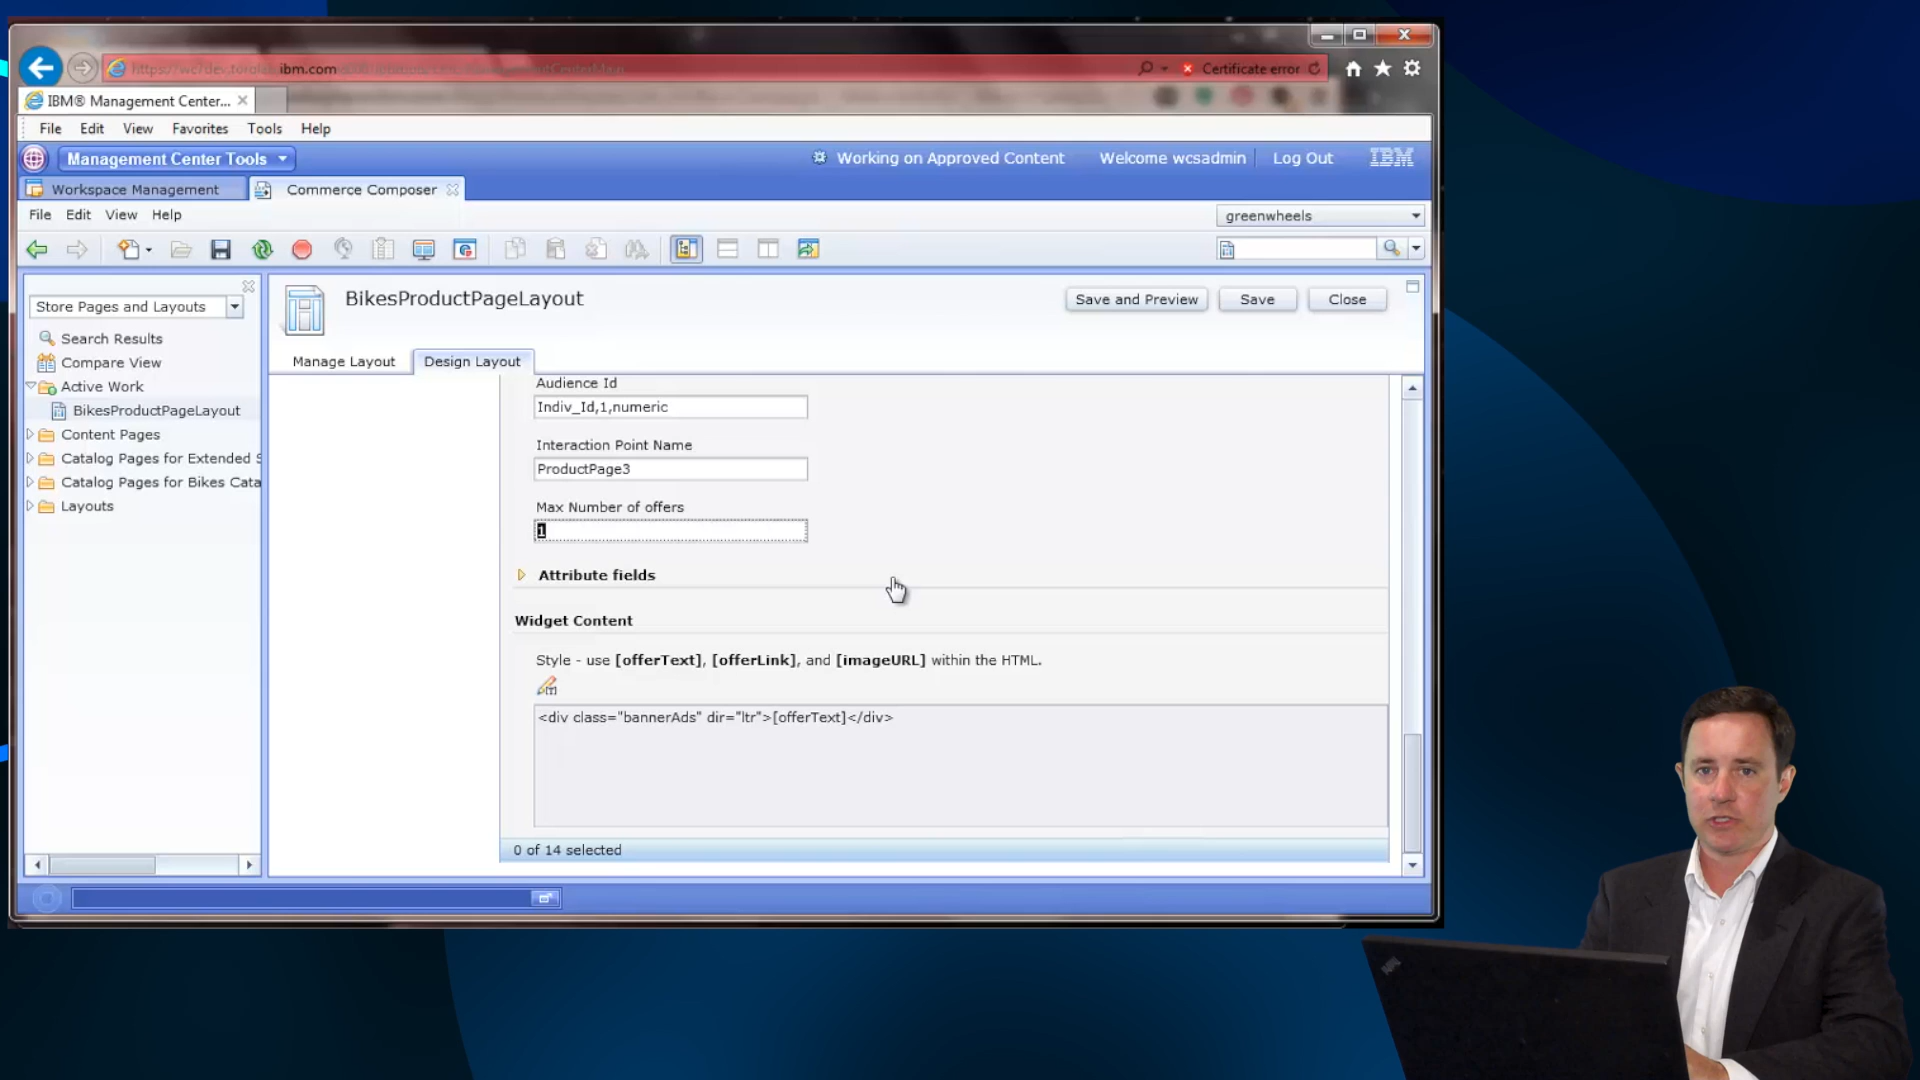 ibm.com
Certificate error
IBM® Management Center...
File Edit View Favorites Tools Help
Management Center Tools
Working on Approved Content Welcome wcsadmin Log Out IBM
Workspace Management Commerce Composer
File Edit View Help
greenwheels
BikesProductPageLayout
Save and Preview Save Close
Manage Layout Design Layout
Store Pages and Layouts
Search Results
Compare View
Active Work
BikesProductPageLayout
Content Pages
Catalog Pages for Extended S
Catalog Pages for Bikes Cata
Layouts
Audience Id
Indiv_Id,1,numeric
Interaction Point Name
ProductPage3
Max Number of offers
1
Attribute fields
Widget Content
Style - use [offerText], [offerLink], and [imageURL] within the HTML.
<div class="bannerAds" dir="ltr">[offerText]</div>
0 of 14 selected